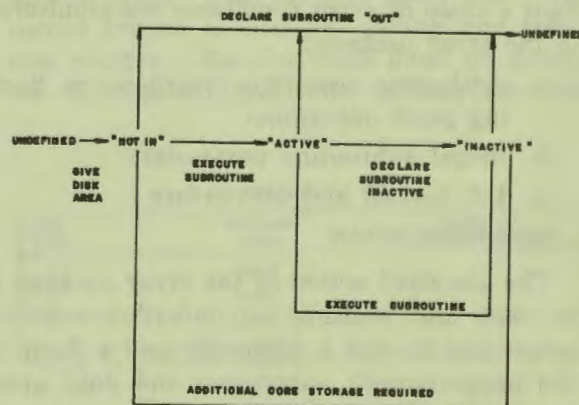 DECLARE SUBROUTINE "OUT"
UNDEFINED
UNDEFINED "NOT IN" "ACTIVE" "INACTIVE"
GIVE
DISK
AREA
EXECUTE
SUBROUTINE
DECLARE
SUBROUTINE
INACTIVE
EXECUTE SUBROUTINE
ADDITIONAL CORE STORAGE REQUIRED